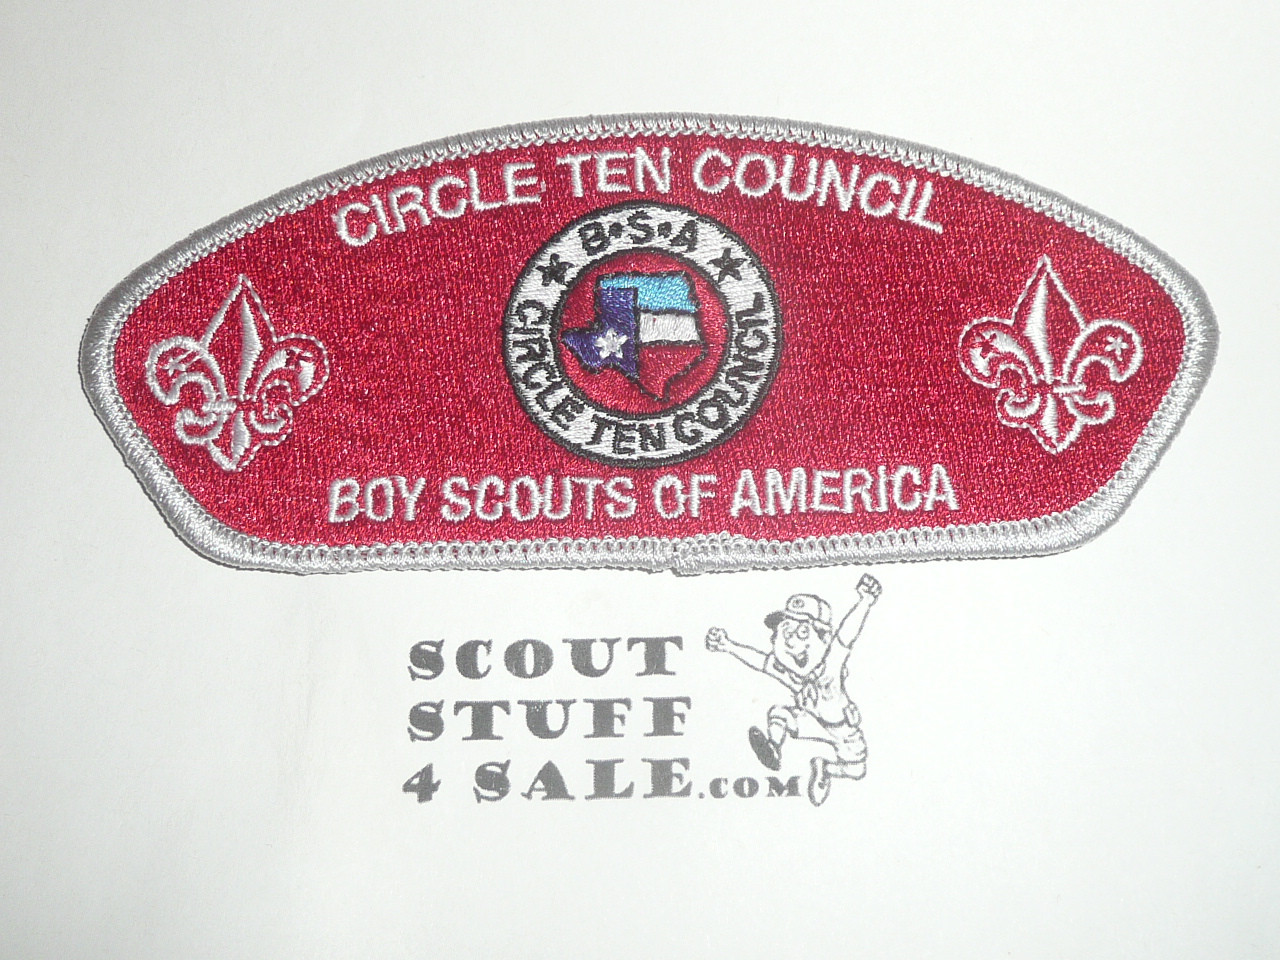 CIRCLE TEN COUNCIL
B•S•A
CIRCLE TEN COUNCIL
BOY SCOUTS OF AMERICA
SCOUT
STUFF
4 SALE.COM